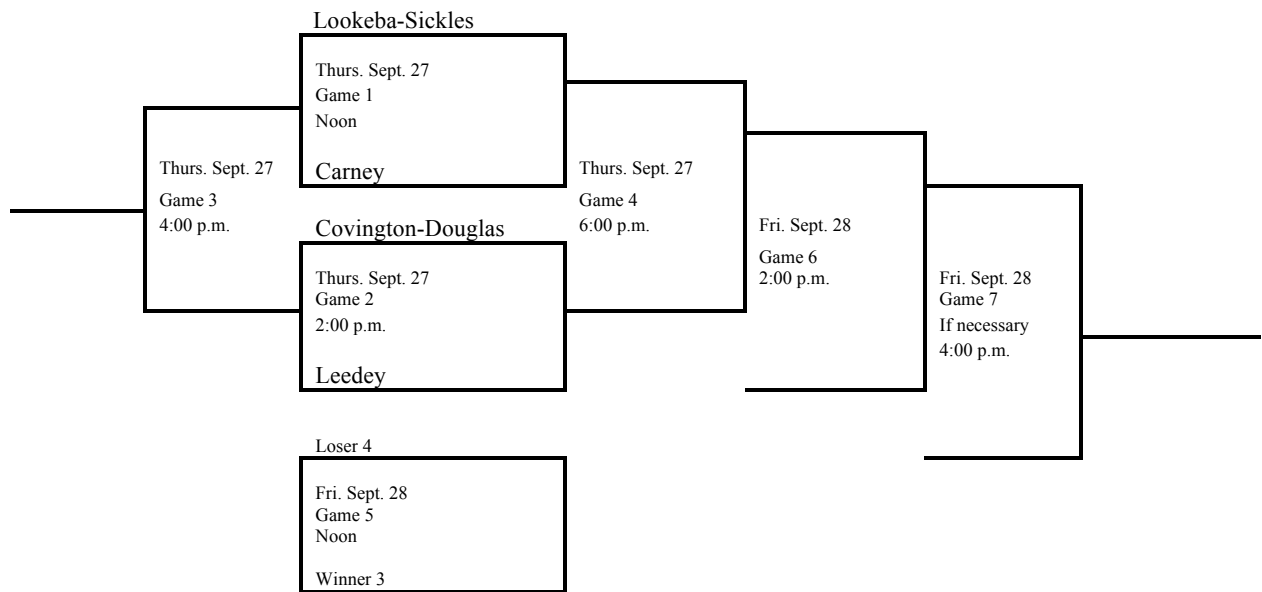 Lookeba-Sickles
Thurs. Sept. 27
Game 1
Noon
Carney
Thurs. Sept. 27
Game 3
4:00 p.m.
Thurs. Sept. 27
Game 4
6:00 p.m.
Covington-Douglas
Thurs. Sept. 27
Game 2
2:00 p.m.
Leedey
Fri. Sept. 28
Game 6
2:00 p.m.
Fri. Sept. 28
Game 7
If necessary
4:00 p.m.
Loser 4
Fri. Sept. 28
Game 5
Noon
Winner 3